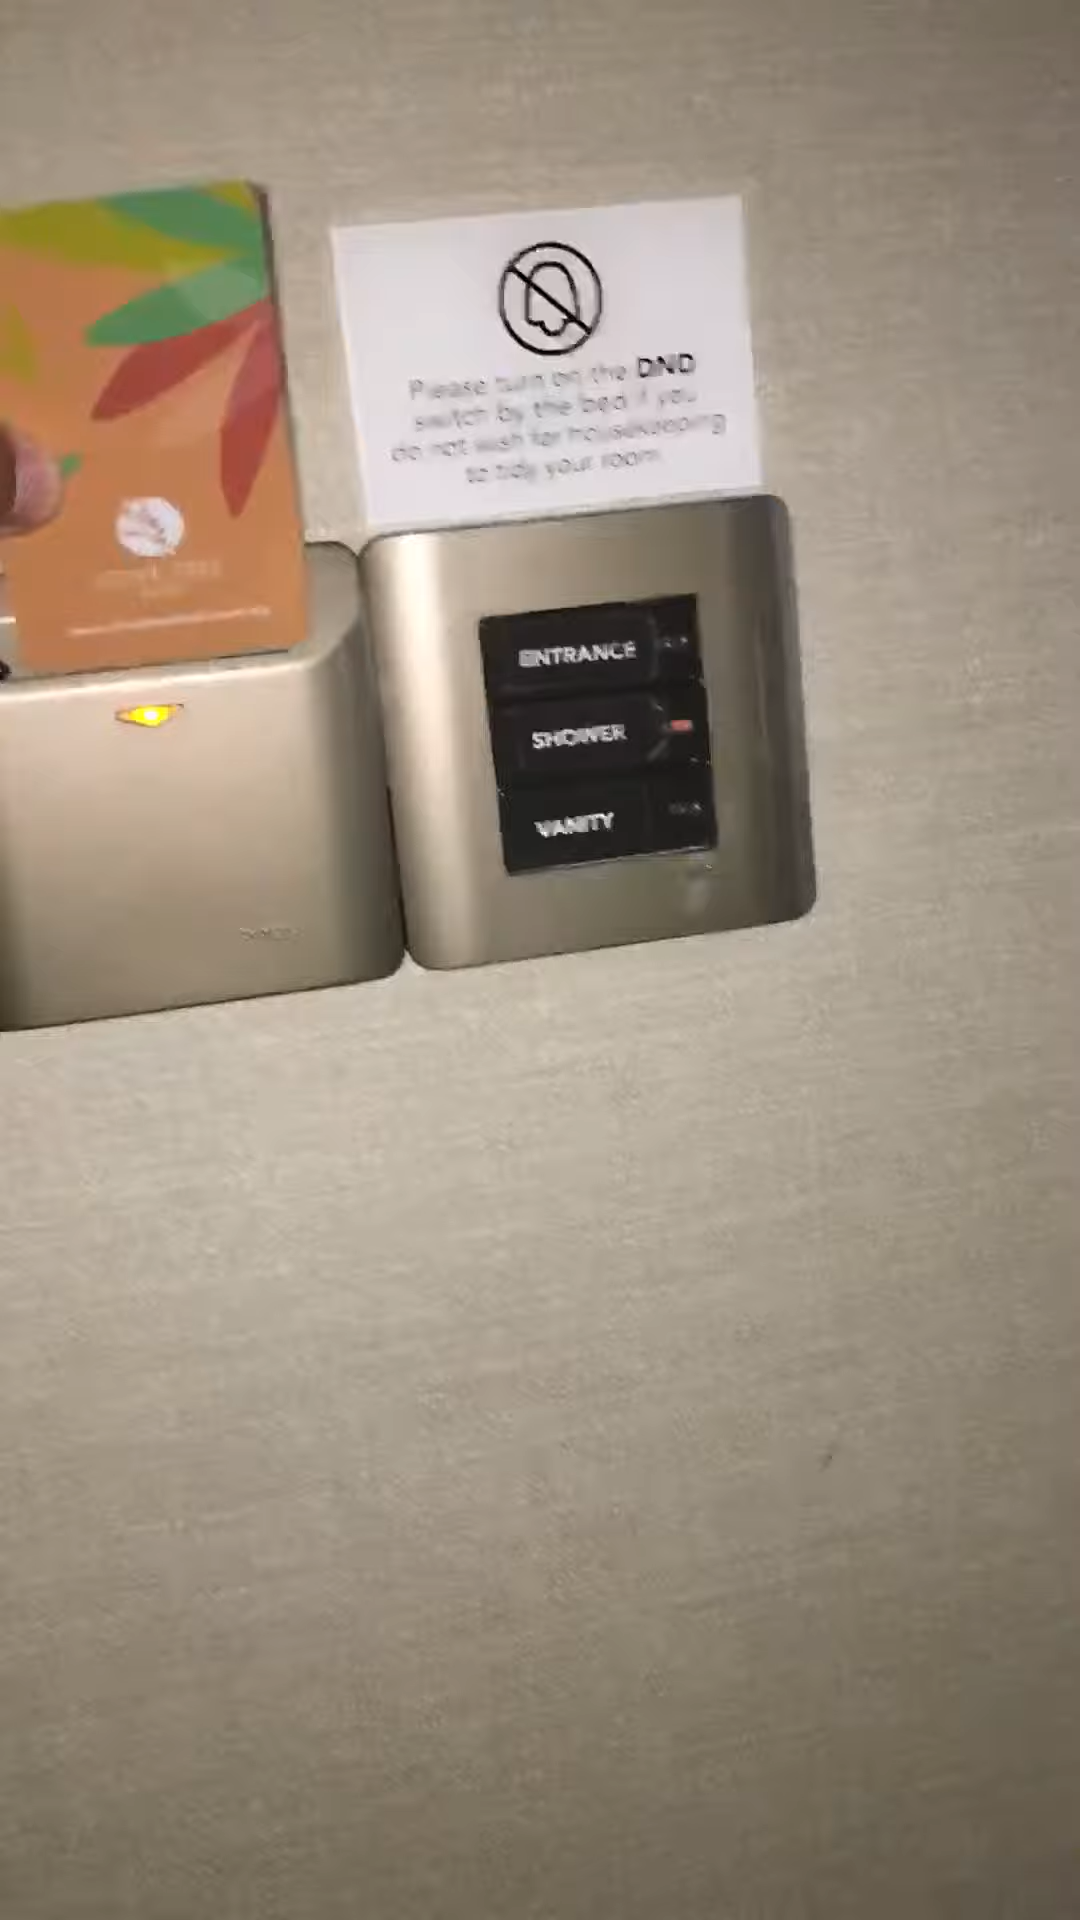 Please turn on the DND
switch by the bed if you
do not wish for housekeeping
to tidy your room.
ENTRANCE
SHOWER
VANITY